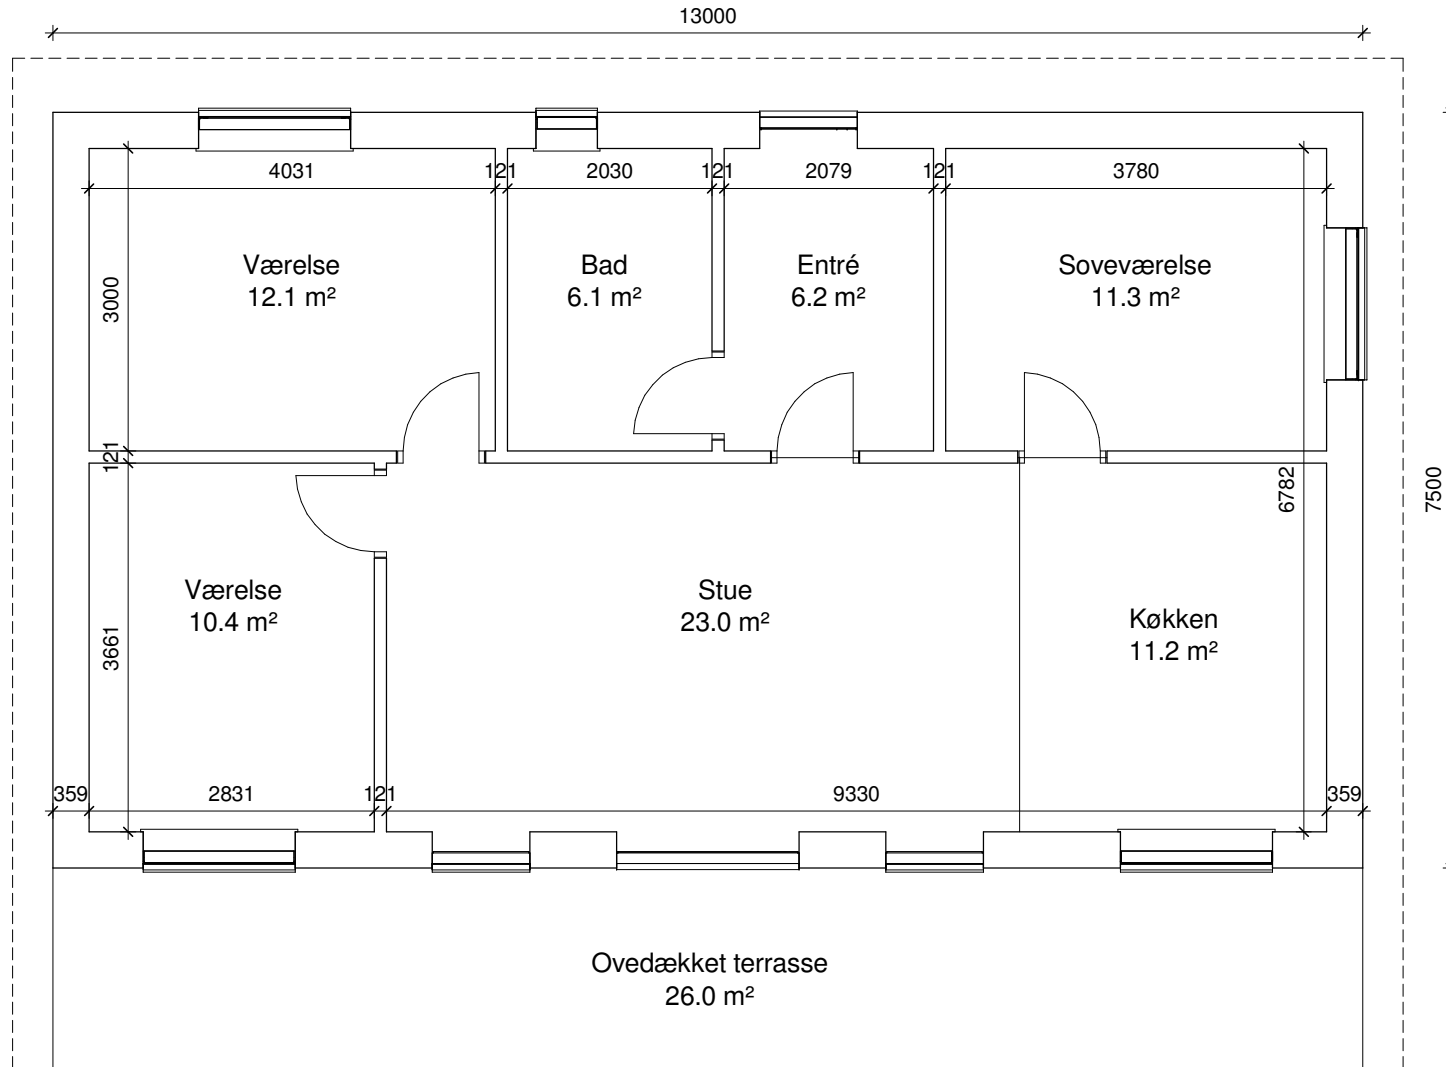 13000
4031 121 2030 121 2079 121 3780
Værelse
12.1 m²
Bad
6.1 m²
Entré
6.2 m²
Soveværelse
11.3 m²
3000
121
6782
7500
Værelse
10.4 m²
Stue
23.0 m²
Køkken
11.2 m²
3661
359 2831 121 9330 359
Ovedækket terrasse
26.0 m²